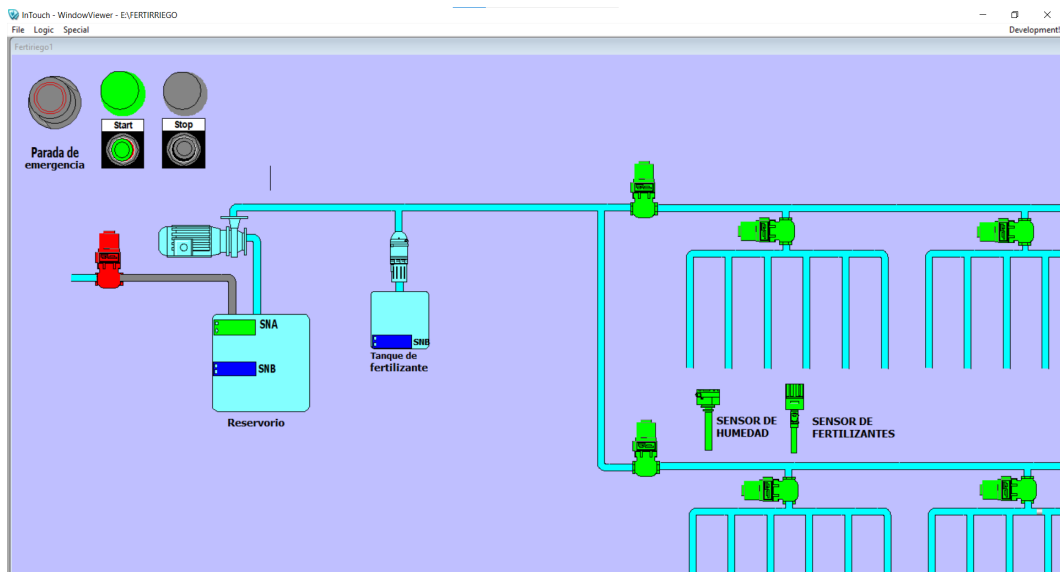 InTouch - WindowViewer - E:\FERTIRRIEGO
File Logic Special
Development!
Fertiriego1
Start
Stop
Parada de
emergencia
SNA
SNB
SNB
Tanque de
fertilizante
Reservorio
SENSOR DE
HUMEDAD
SENSOR DE
FERTILIZANTES